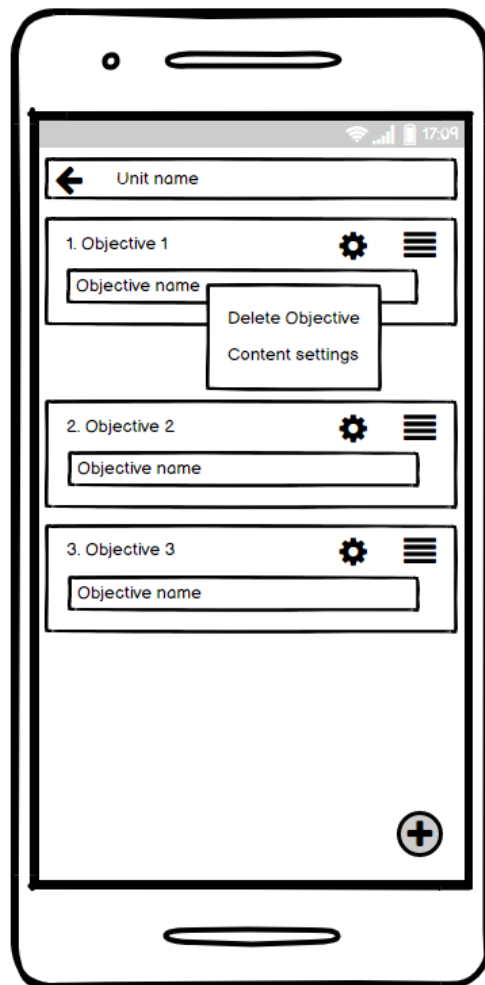 17:09
Unit name
1. Objective 1
Objective name
Delete Objective
Content settings
2. Objective 2
Objective name
3. Objective 3
Objective name